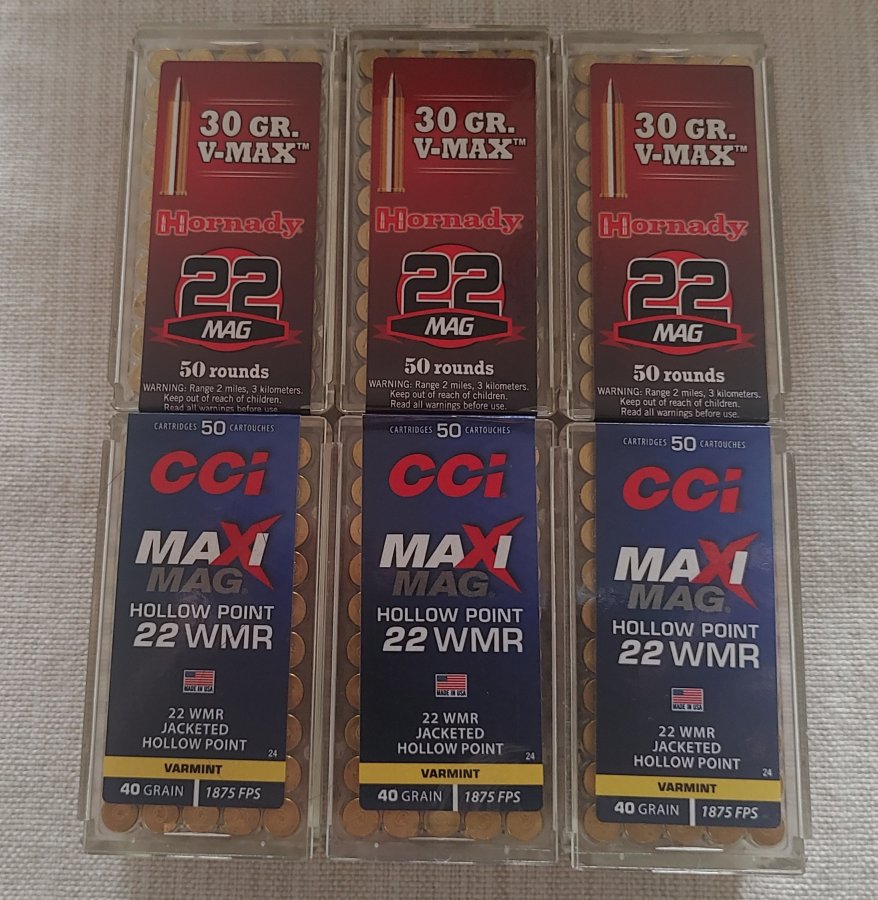 30 GR.
V-MAX™
Hornady
22
MAG
50 rounds
WARNING: Range 2 miles, 3 kilometers.
Keep out of reach of children.
Read all warnings before use.
30 GR.
V-MAX™
Hornady
22
MAG
50 rounds
WARNING: Range 2 miles, 3 kilometers.
Keep out of reach of children.
Read all warnings before use.
30 GR.
V-MAX™
Hornady
22
MAG
50 rounds
WARNING: Range 2 miles, 3 kilometers.
Keep out of reach of children.
Read all warnings before use.
CARTRIDGES 50 CARTOUCHES
CCi
MAXI
MAG®
HOLLOW POINT
22 WMR
MADE IN USA
22 WMR
JACKETED
HOLLOW POINT
24
VARMINT
40 GRAIN 1875 FPS
CARTRIDGES 50 CARTOUCHES
CCi
MAXI
MAG®
HOLLOW POINT
22 WMR
MADE IN USA
22 WMR
JACKETED
HOLLOW POINT
24
VARMINT
40 GRAIN 1875 FPS
CARTRIDGES 50 CARTOUCHES
CCi
MAXI
MAG®
HOLLOW POINT
22 WMR
MADE IN USA
22 WMR
JACKETED
HOLLOW POINT
24
VARMINT
40 GRAIN 1875 FPS